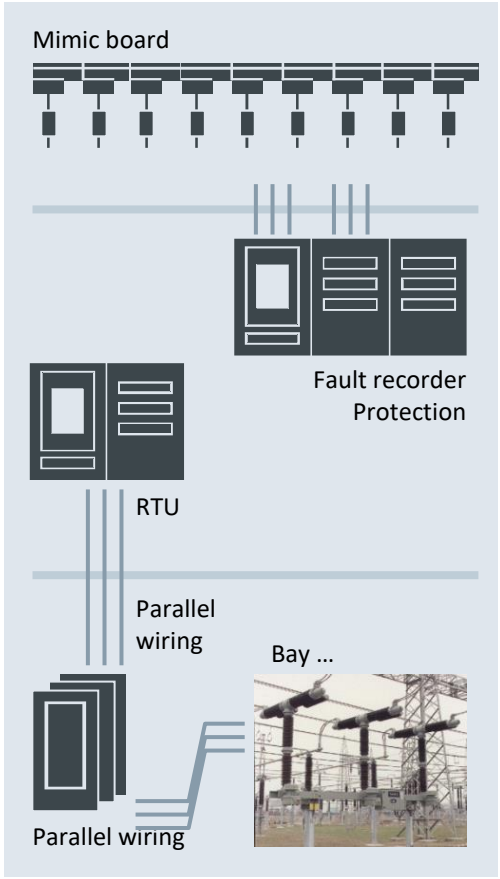 Mimic board
Fault recorder
Protection
RTU
Parallel
wiring
Bay ...
Parallel wiring